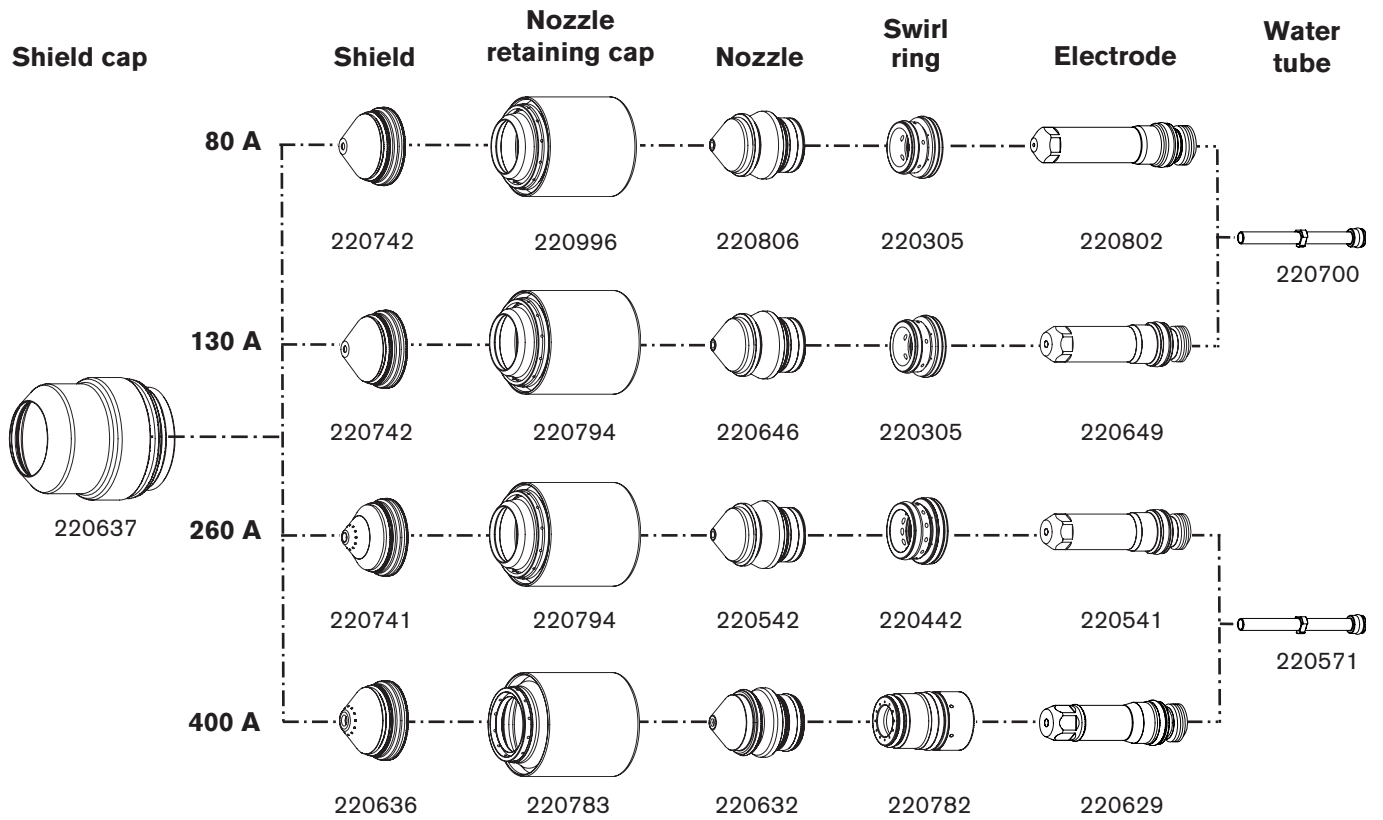 Shield cap
Shield
Nozzle
retaining cap
Nozzle
Swirl
ring
Electrode
Water
tube
80 A
220742
220996
220806
220305
220802
220700
130 A
220742
220794
220646
220305
220649
220637
260 A
220741
220794
220542
220442
220541
220571
400 A
220636
220783
220632
220782
220629